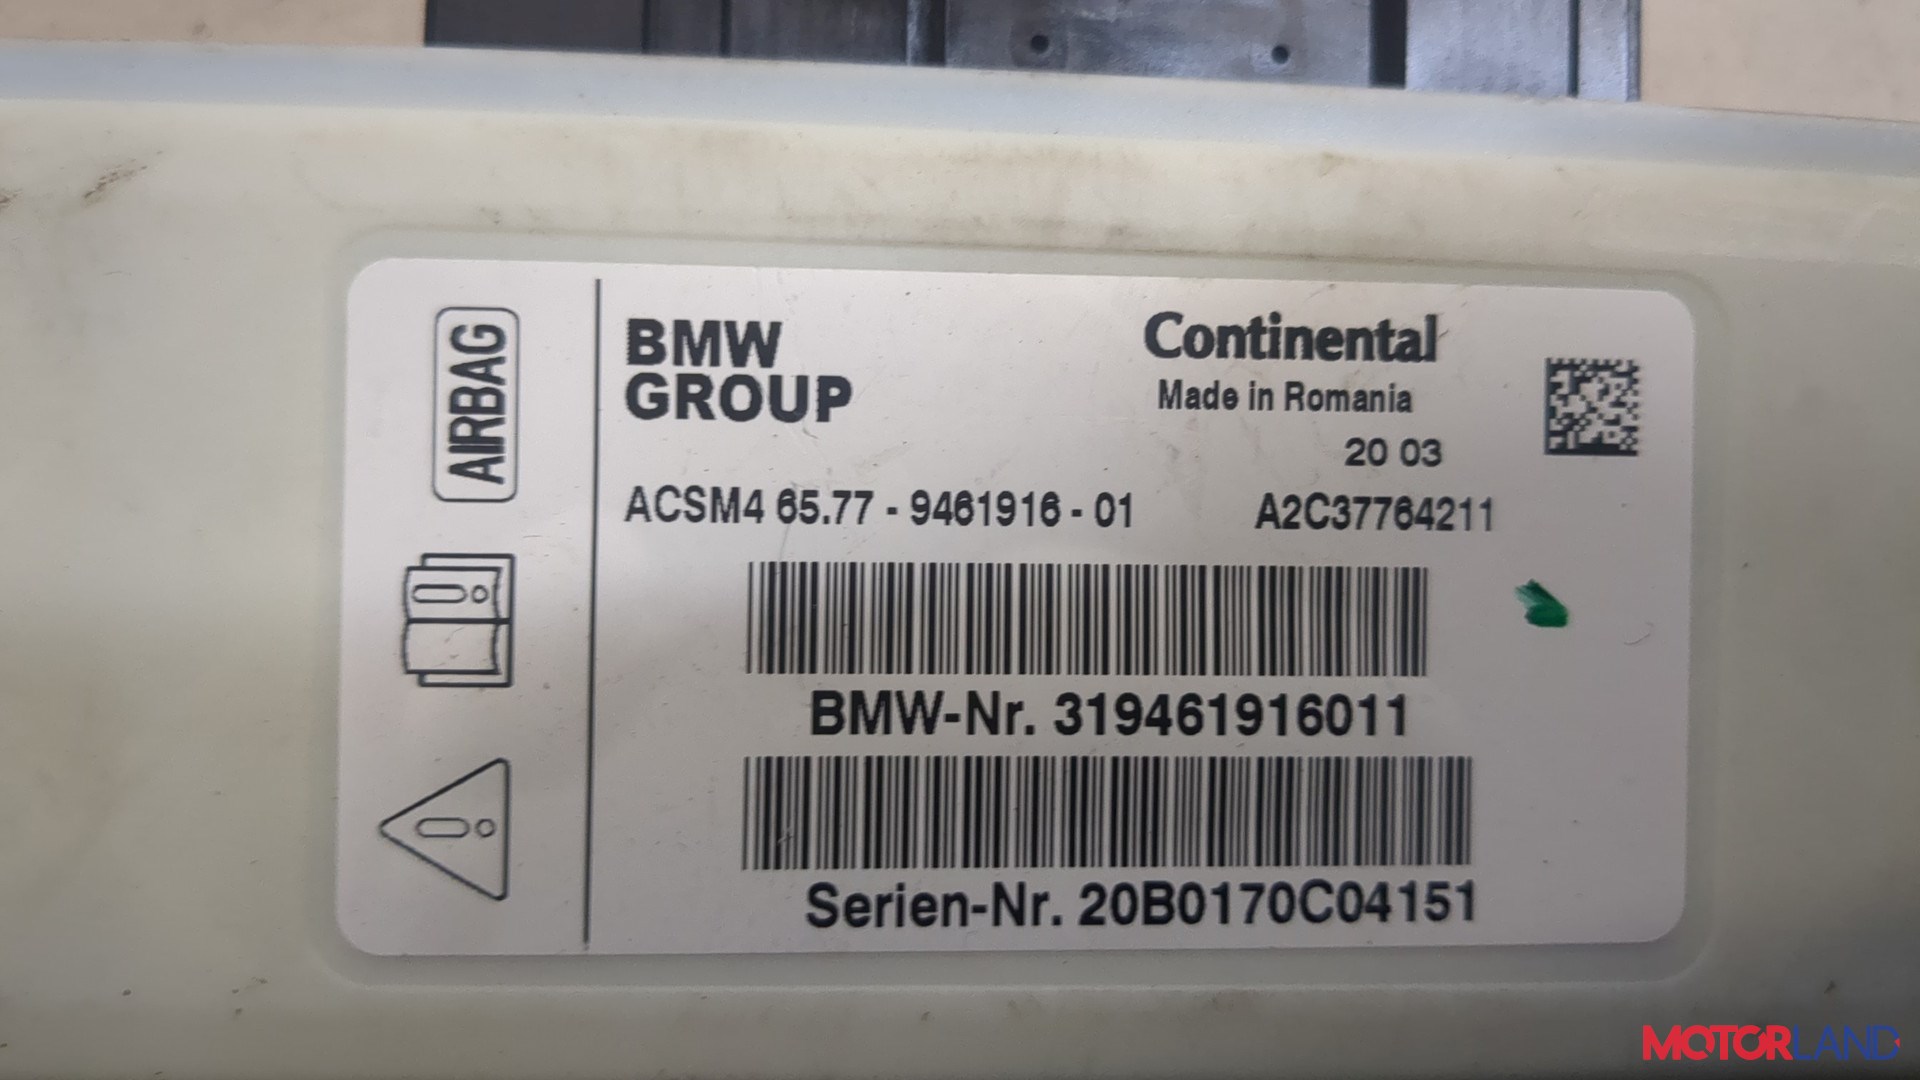 AIRBAG
BMW
GROUP
Continental
Made in Romania
20 03
ACSM4 65.77 - 9461916 - 01
A2C37764211
BMW-Nr. 319461916011
Serien-Nr. 20B0170C04151
MOTORLAND